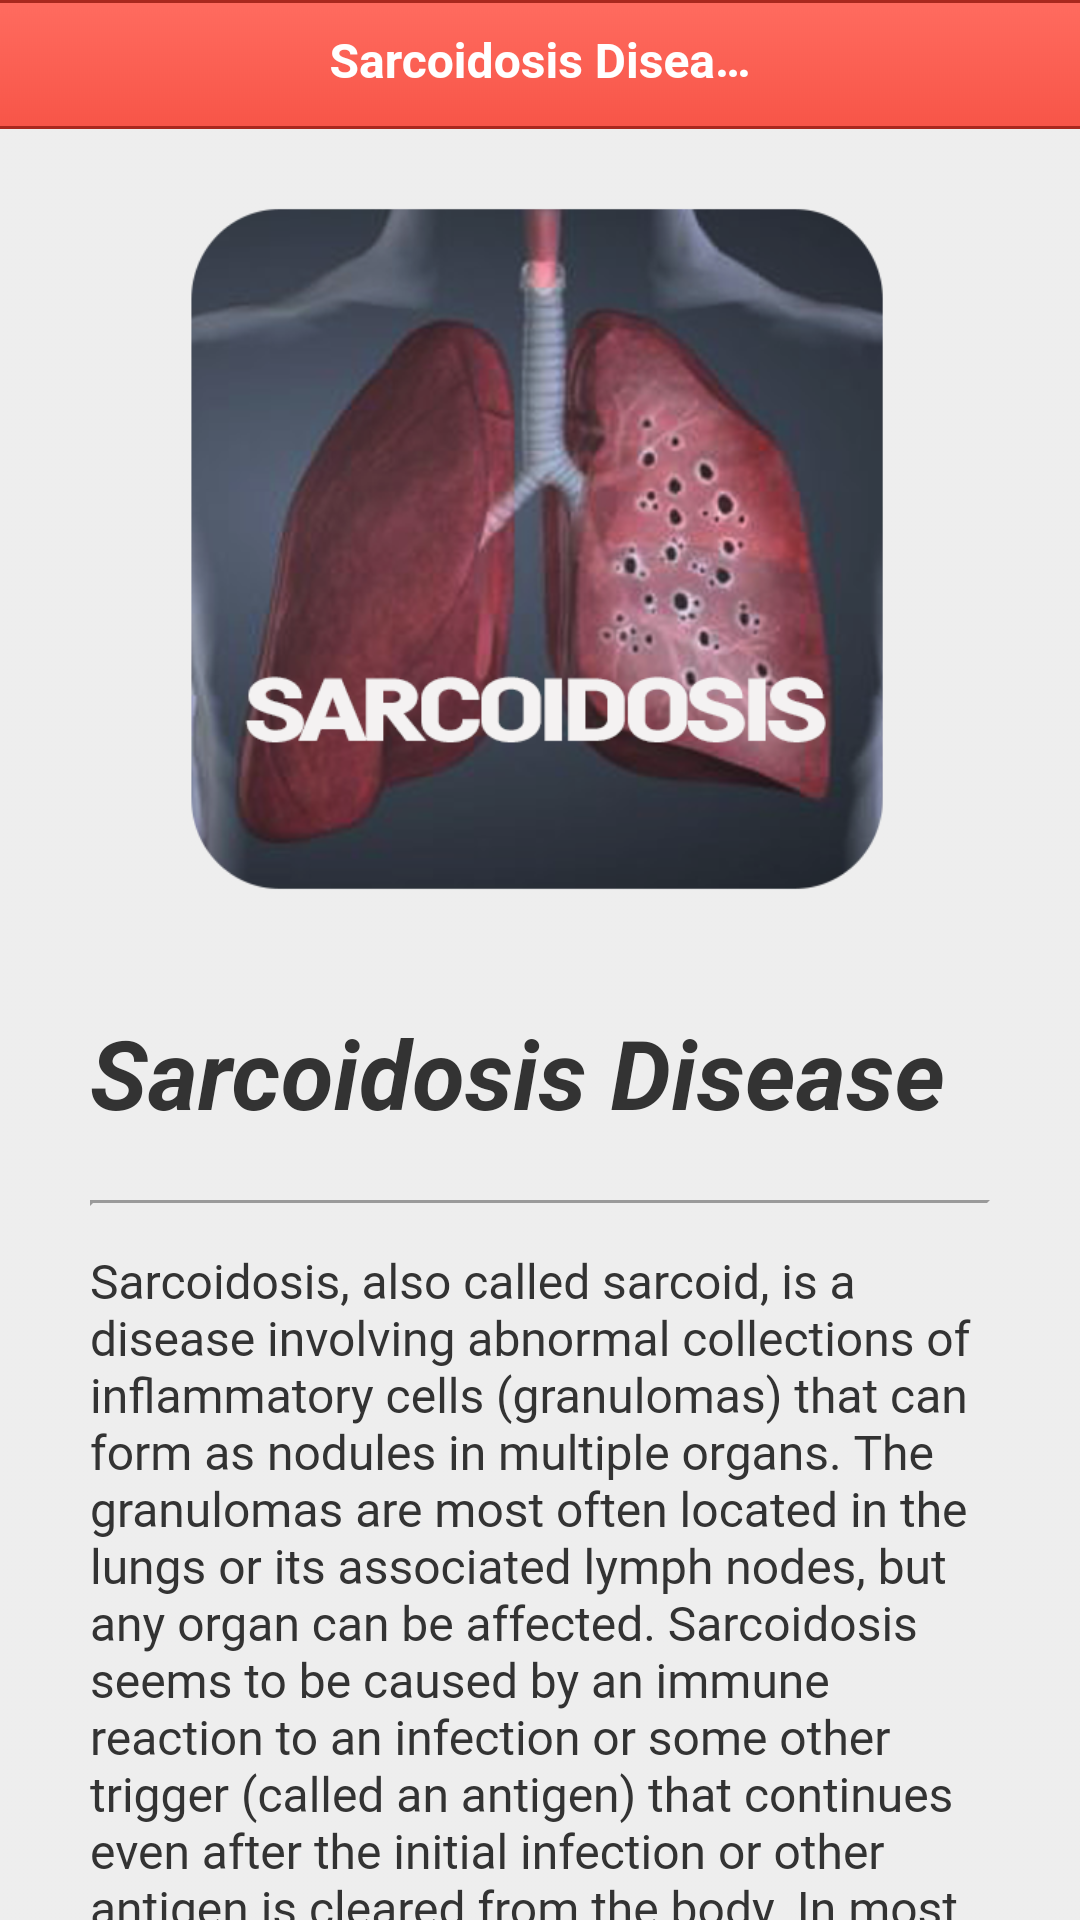 Sarcoidosis Disea...
SARCOIDOSIS
Sarcoidosis Disease
Sarcoidosis, also called sarcoid, is a
disease involving abnormal collections of
inflammatory cells (granulomas) that can
form as nodules in multiple organs. The
granulomas are most often located in the
lungs or its associated lymph nodes, but
any organ can be affected. Sarcoidosis
seems to be caused by an immune
reaction to an infection or some other
trigger (called an antigen) that continues
even after the initial infection or other
antigen is cleared from the body. In most